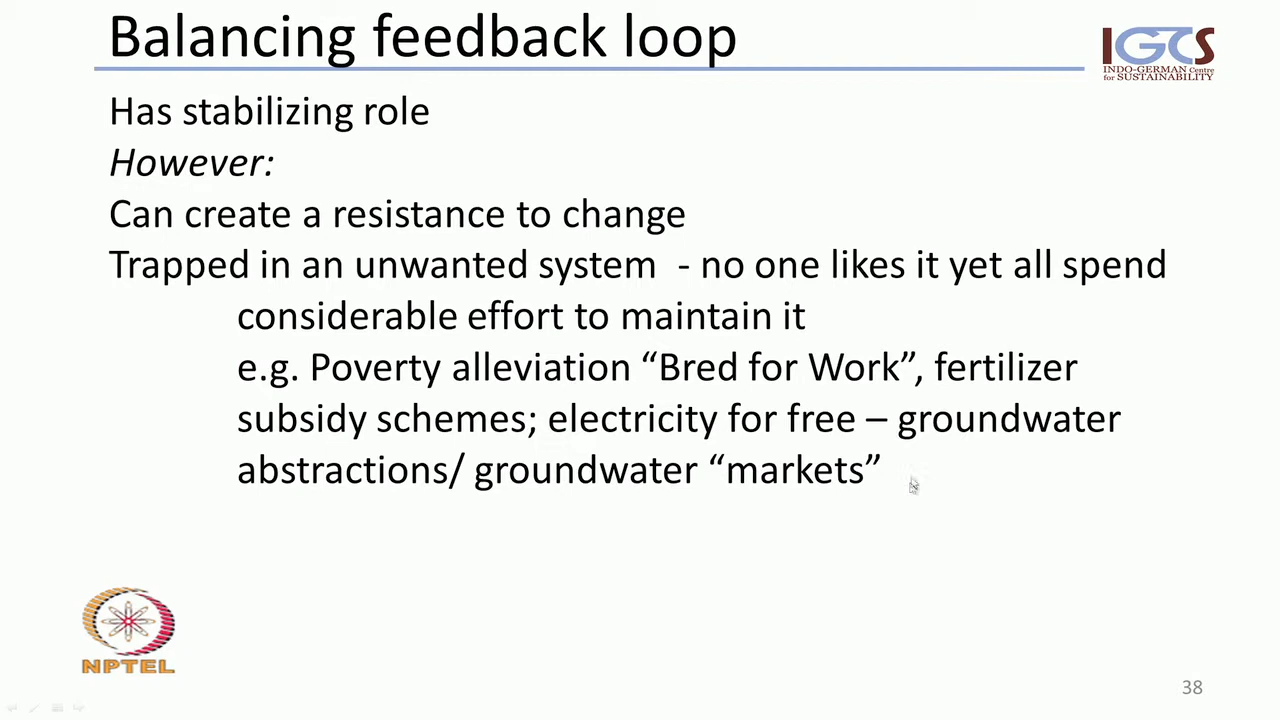 Balancing feedback loop
IGCS
INDO-GERMAN Centre
for SUSTAINABILITY
Has stabilizing role
However:
Can create a resistance to change
Trapped in an unwanted system - no one likes it yet all spend
considerable effort to maintain it
e.g. Poverty alleviation “Bred for Work”, fertilizer
subsidy schemes; electricity for free – groundwater
abstractions/ groundwater “markets”
NPTEL
38